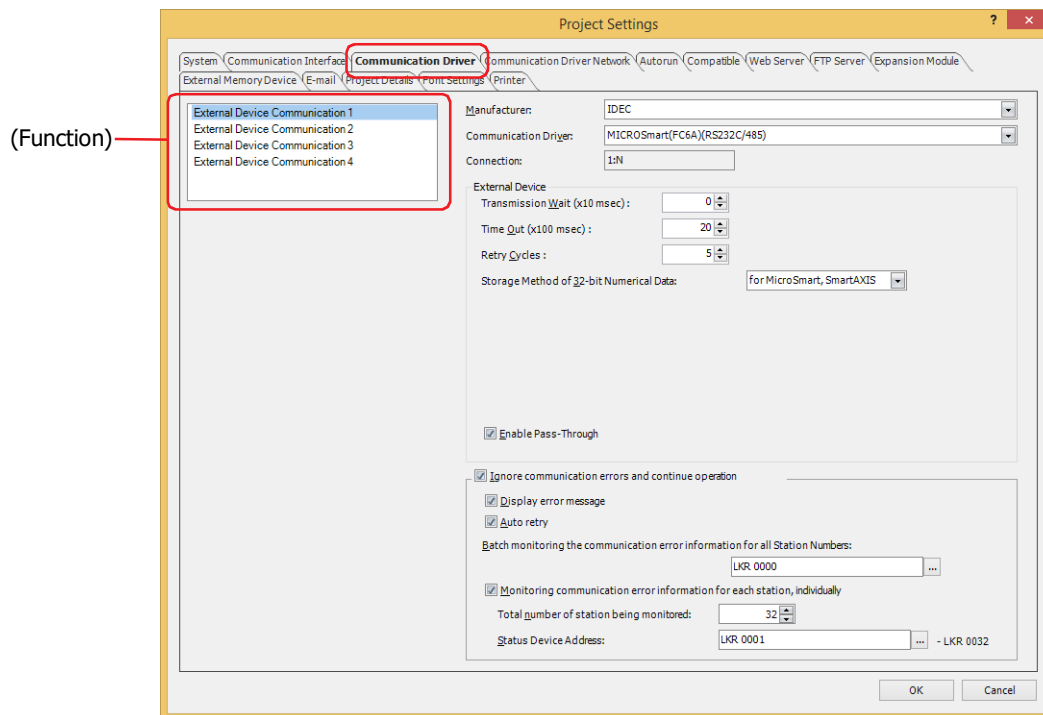 Project Settings
? ×
System Communication Interface Communication Driver Communication Driver Network Autorun Compatible Web Server FTP Server Expansion Module
External Memory Device E-mail Project Details Font Settings Printer
(Function)
External Device Communication 1
External Device Communication 2
External Device Communication 3
External Device Communication 4
Manufacturer: IDEC
Communication Driver: MICROSmart(FC6A)(RS232C/485)
Connection: 1:N
External Device
Transmission Wait (x10 msec) : 0
Time Out (x100 msec) : 20
Retry Cycles : 5
Storage Method of 32-bit Numerical Data: for MicroSmart, SmartAXIS
Enable Pass-Through
Ignore communication errors and continue operation
Display error message
Auto retry
Batch monitoring the communication error information for all Station Numbers:
LKR 0000 ...
Monitoring communication error information for each station, individually
Total number of station being monitored: 32
Status Device Address: LKR 0001 ... - LKR 0032
OK Cancel